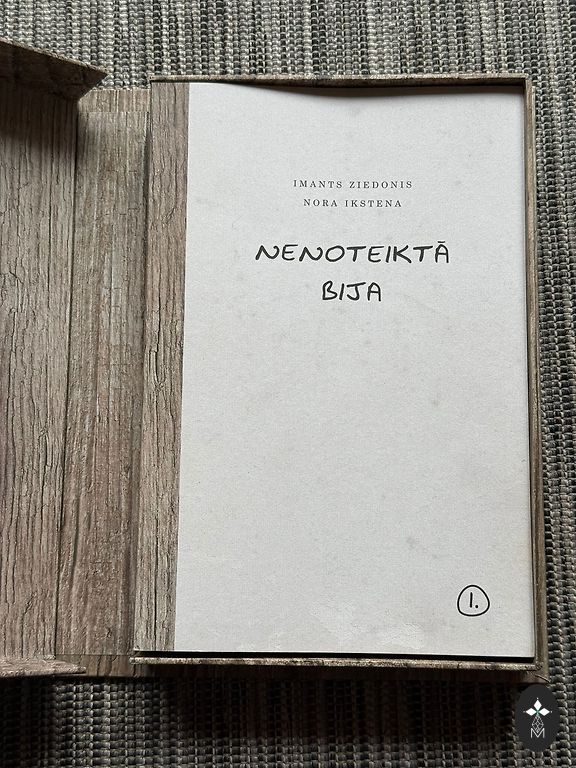 IMANTS ZIEDONIS
NORA IKSTENA
NENOTEIKTĀ
BIJA
1.